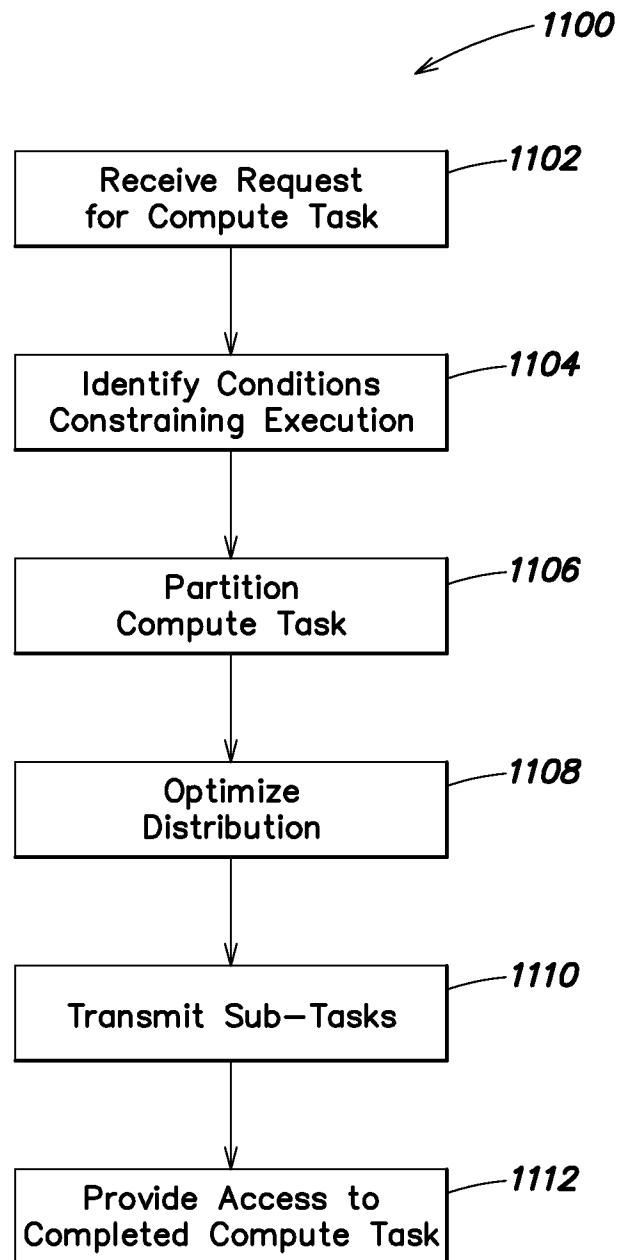 1100
Receive Request
for Compute Task
1102
Identify Conditions
Constraining Execution
1104
Partition
Compute Task
1106
Optimize
Distribution
1108
Transmit Sub-Tasks
1110
Provide Access to
Completed Compute Task
1112